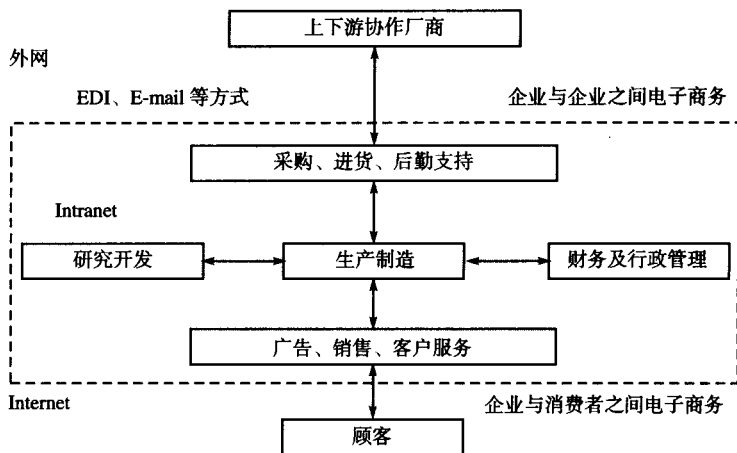 上下游协作厂商
外网
EDI、E-mail 等方式
企业与企业之间电子商务
采购、进货、后勤支持
Intranet
研究开发
生产制造
财务及行政管理
广告、销售、客户服务
Internet
企业与消费者之间电子商务
顾客